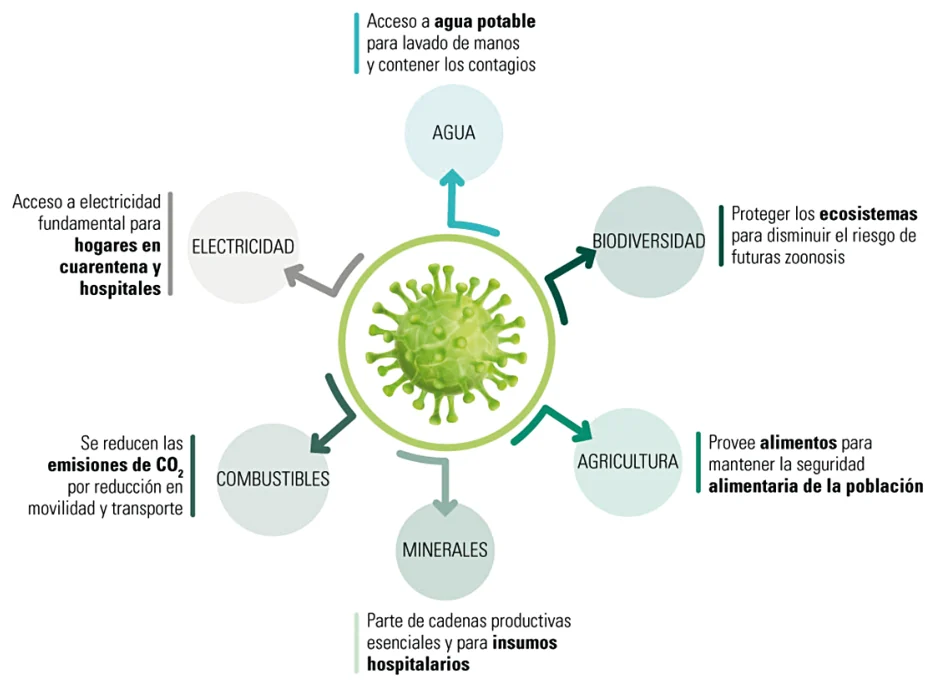 Acceso a agua potable
para lavado de manos
y contener los contagios
AGUA
Acceso a electricidad
fundamental para
hogares en
cuarentena y
hospitales
ELECTRICIDAD
BIODIVERSIDAD
Proteger los ecosistemas
para disminuir el riesgo de
futuras zoonosis
Se reducen las
emisiones de CO₂
por reducción en
movilidad y transporte
COMBUSTIBLES
AGRICULTURA
Provee alimentos para
mantener la seguridad
alimentaria de la población
MINERALES
Parte de cadenas productivas
esenciales y para insumos
hospitalarios